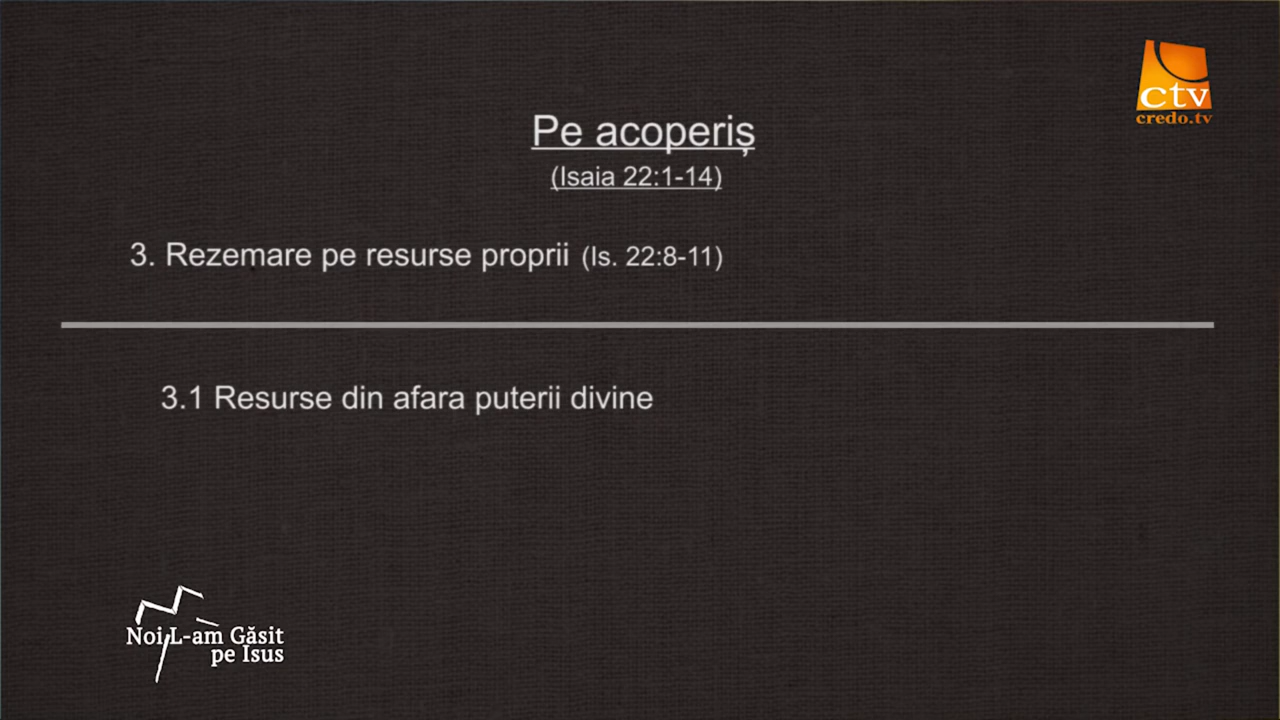 ctv
credo.tv
Pe acoperiș
(Isaia 22:1-14)
3. Rezemare pe resurse proprii (Is. 22:8-11)
3.1 Resurse din afara puterii divine
Noi L-am Găsit
pe Isus